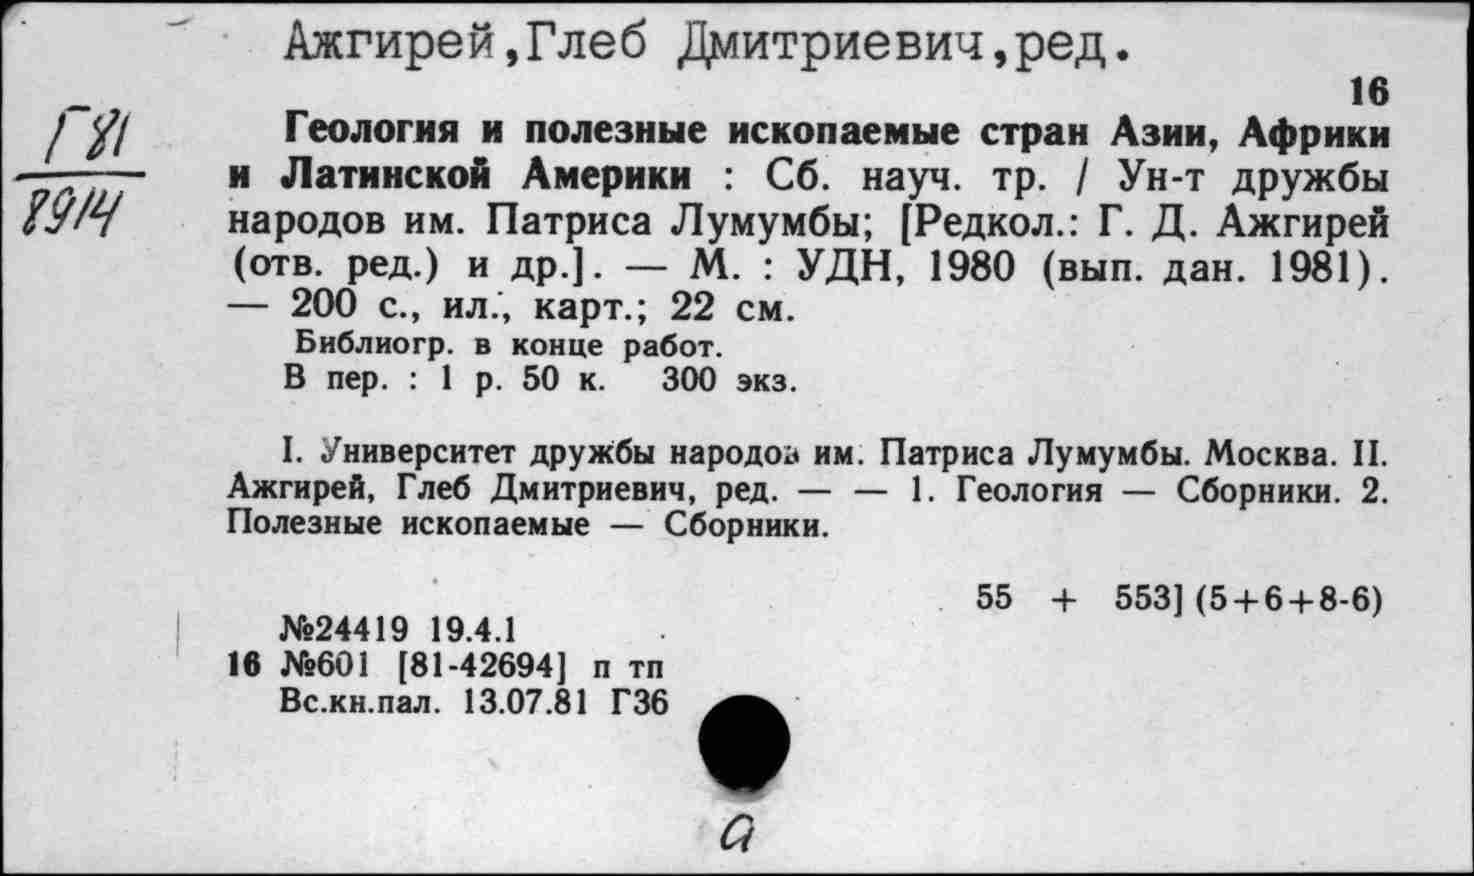 Ажгирей,Глеб Дмитриевич,ред.
16
Г81
8914
Геология и полезные ископаемые стран Азии, Африки
и Латинской Америки : Сб. науч. тр. / Ун-т дружбы
народов им. Патриса Лумумбы; [Редкол.: Г. Д. Ажгирей
(отв. ред.) и др.]. — М. : УДН, 1980 (вып. дан. 1981).
— 200 с., ил., карт.; 22 см.
Библиогр. в конце работ.
В пер. : 1 р. 50 к. 300 экз.
I. Университет дружбы народов им. Патриса Лумумбы. Москва. II.
Ажгирей, Глеб Дмитриевич, ред. — — 1. Геология — Сборники. 2.
Полезные ископаемые — Сборники.
55 + 553] (5+6+8-6)
№24419 19.4.1
16 №601 [81-42694] п тп
Вс.кн.пал. 13.07.81 Г36
а